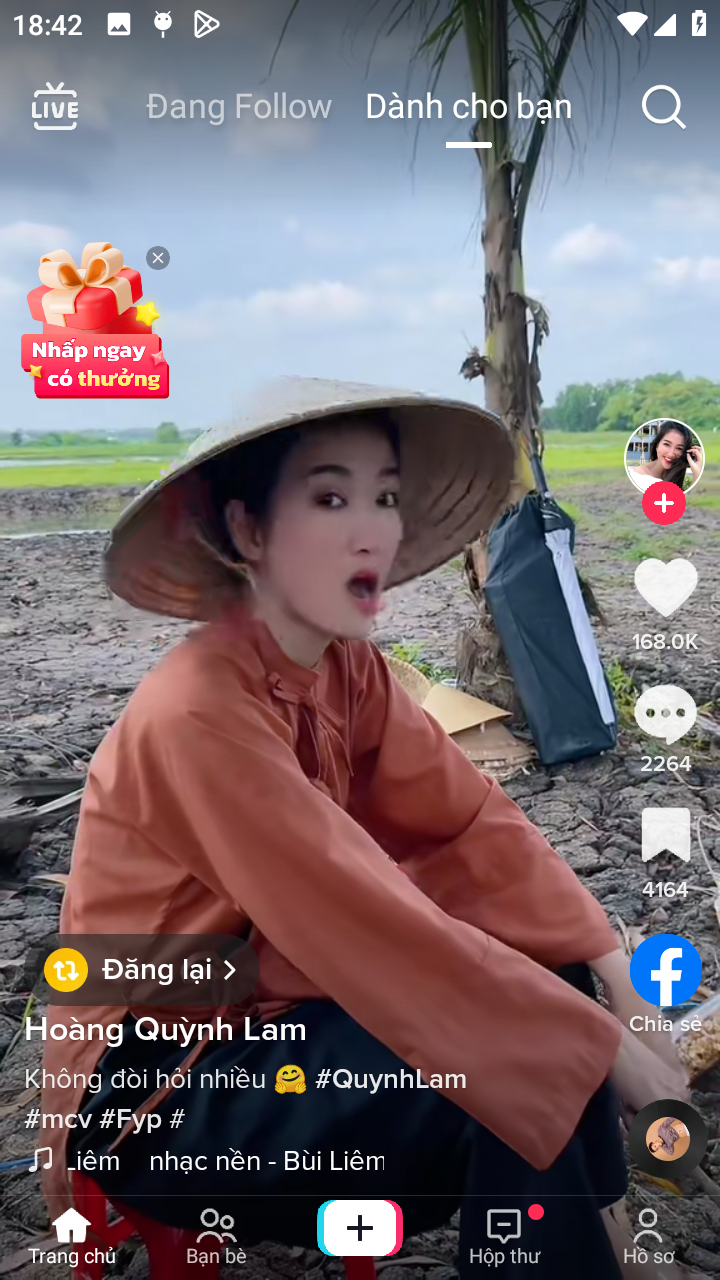 18:42
LIVE
Đang Follow
Dành cho bạn
Nhấp ngay
có thưởng
168.0K
2264
4164
Đăng lại
Chia sẻ
Hoàng Quỳnh Lam
Không đòi hỏi nhiều 🤗 #QuynhLam
#mcv #Fyp #
Liêm nhạc nền - Bùi Liêm
Trang chủ
Bạn bè
Hộp thư
Hồ sơ